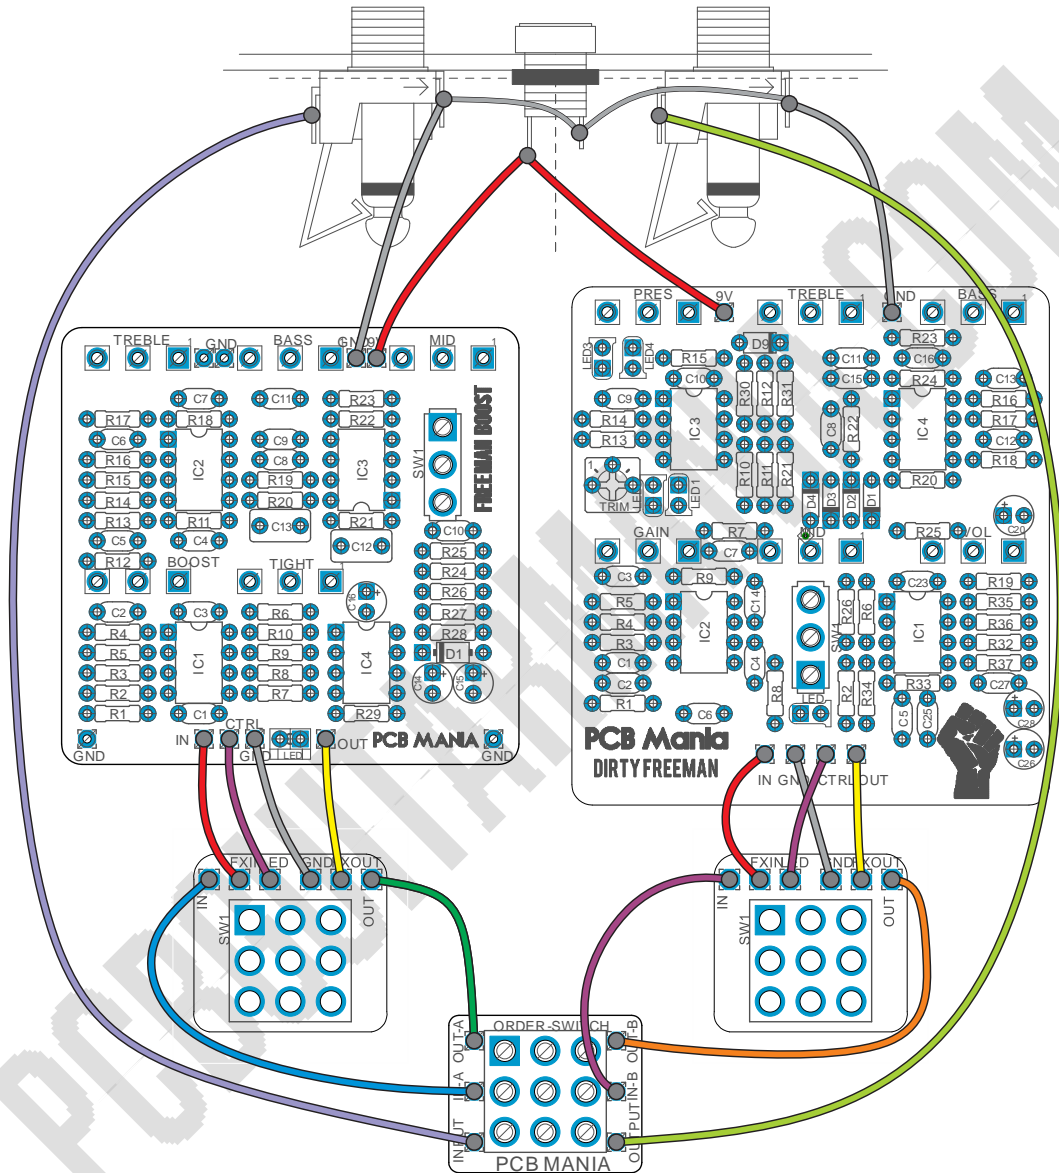 PCBGUITARMANIA.COM
TREBLE 1 GND BASS GND 9V MID 1
C7 C11 R23
R17 R18 R22
C6 C9
R16 IC2 C8 IC3 SW1 FREEMAN BOOST
R15 R19
R14 R20
R13 R11 C13 R21
C5 C4 C10
R12 C12 R25
BOOST TIGHT R24
C16 + R26
C2 C3 R6 R27
R4 R10 R28
R5 IC1 R9 IC4 D1
R3 R8 C14 + C15 +
R2 R7
R1 C1 R29
CTRL
IN GND LED OUT PCB MANIA
GND GND
PRES 9V TREBLE 1 GND BASS 1
LED3 LED4 D9 R23
R15 C11 C16
C10 C15 R24 C13
C9 R30 R12 R31 R16
R14 IC3 C8 R22 IC4 R17
R13 C12
R10 R11 R21 R18
1 TRIM LED1 D4 D3 D2 D1 R20
C20 +
GAIN R7 MID 1 R25 VOL
C7
C3 R9 C23 R19
R5 C14 R26 R6 R35
R4 IC2 SW1 IC1 R36
R3 R32
C1 C4 R37
C2 R8 R2 R34 R33 C27
R1 LED C28 +
C6 C5 C25
PCB Mania C26 +
DIRTY FREEMAN
IN GND CTRL OUT
IN FXIN LED GND FXOUT OUT
SW1
IN FXIN LED GND FXOUT OUT
SW1
ORDER-SWITCH
OUT-A OUT-B
IN-A IN-B
INPUT OUTPUT
PCB MANIA